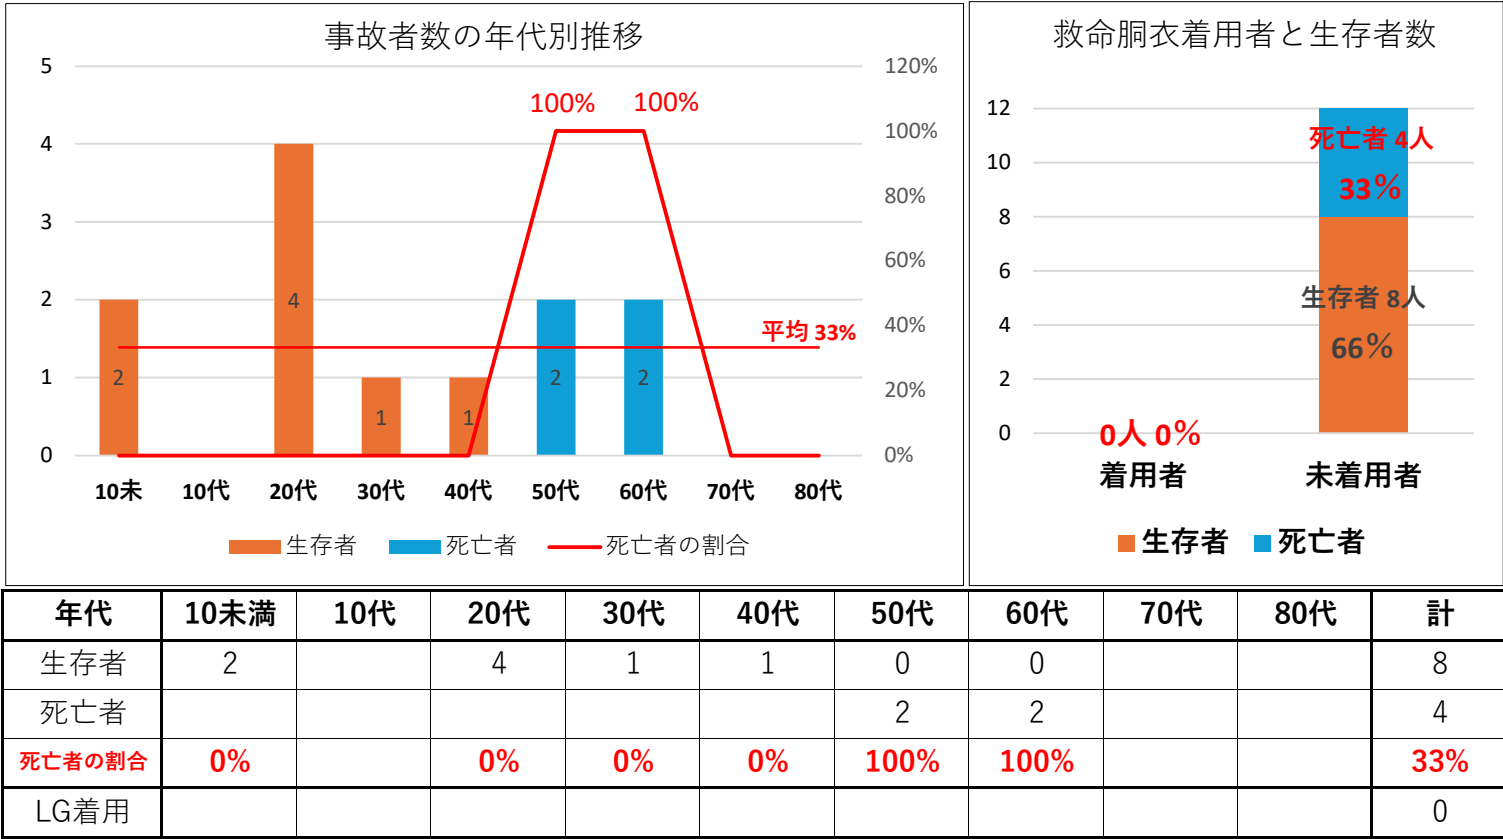 事故者数の年代別推移
5
4
3
2
1
0
120%
100%
80%
60%
40%
20%
0%
100% 100%
平均 33%
2
4
1
1
2
2
10未 10代 20代 30代 40代 50代 60代 70代 80代
生存者 死亡者 死亡者の割合
救命胴衣着用者と生存者数
12
10
8
6
4
2
0
死亡者 4人
33%
生存者 8人
66%
0人 0%
着用者 未着用者
生存者 死亡者
年代 10未満 10代 20代 30代 40代 50代 60代 70代 80代 計
生存者 2 4 1 1 0 0 8
死亡者 2 2 4
死亡者の割合 0% 0% 0% 0% 100% 100% 33%
LG着用 0